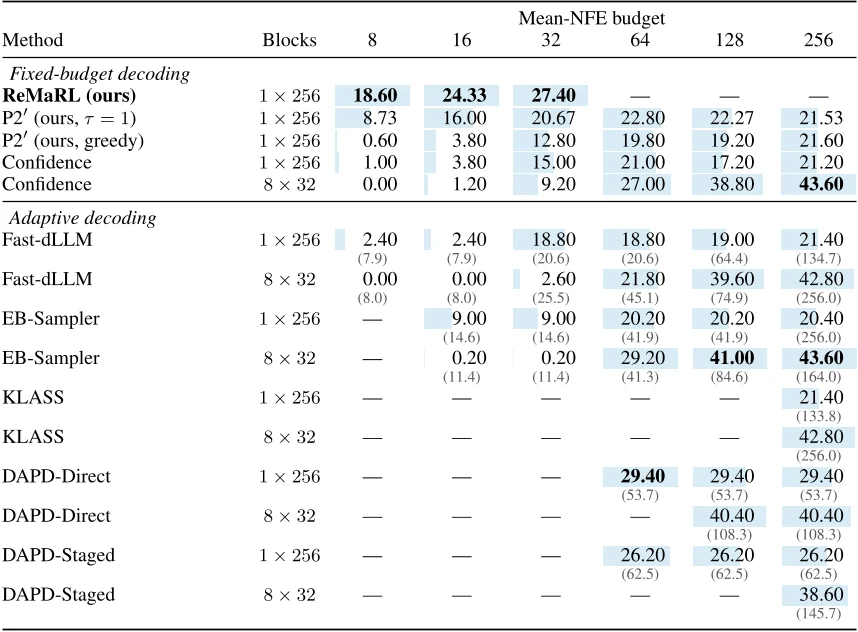 Mean-NFE budget
Method Blocks 8 16 32 64 128 256
Fixed-budget decoding
ReMaRL (ours) 1 × 256 18.60 24.33 27.40 — — —
P2′ (ours, τ = 1) 1 × 256 8.73 16.00 20.67 22.80 22.27 21.53
P2′ (ours, greedy) 1 × 256 0.60 3.80 12.80 19.80 19.20 21.60
Confidence 1 × 256 1.00 3.80 15.00 21.00 17.20 21.20
Confidence 8 × 32 0.00 1.20 9.20 27.00 38.80 43.60
Adaptive decoding
Fast-dLLM 1 × 256 2.40 2.40 18.80 18.80 19.00 21.40
(7.9) (7.9) (20.6) (20.6) (64.4) (134.7)
Fast-dLLM 8 × 32 0.00 0.00 2.60 21.80 39.60 42.80
(8.0) (8.0) (25.5) (45.1) (74.9) (256.0)
EB-Sampler 1 × 256 — 9.00 9.00 20.20 20.20 20.40
(14.6) (14.6) (41.9) (41.9) (256.0)
EB-Sampler 8 × 32 — 0.20 0.20 29.20 41.00 43.60
(11.4) (11.4) (41.3) (84.6) (164.0)
KLASS 1 × 256 — — — — — 21.40
(133.8)
KLASS 8 × 32 — — — — — 42.80
(256.0)
DAPD-Direct 1 × 256 — — — 29.40 29.40 29.40
(53.7) (53.7) (53.7)
DAPD-Direct 8 × 32 — — — — 40.40 40.40
(108.3) (108.3)
DAPD-Staged 1 × 256 — — — 26.20 26.20 26.20
(62.5) (62.5) (62.5)
DAPD-Staged 8 × 32 — — — — — 38.60
(145.7)